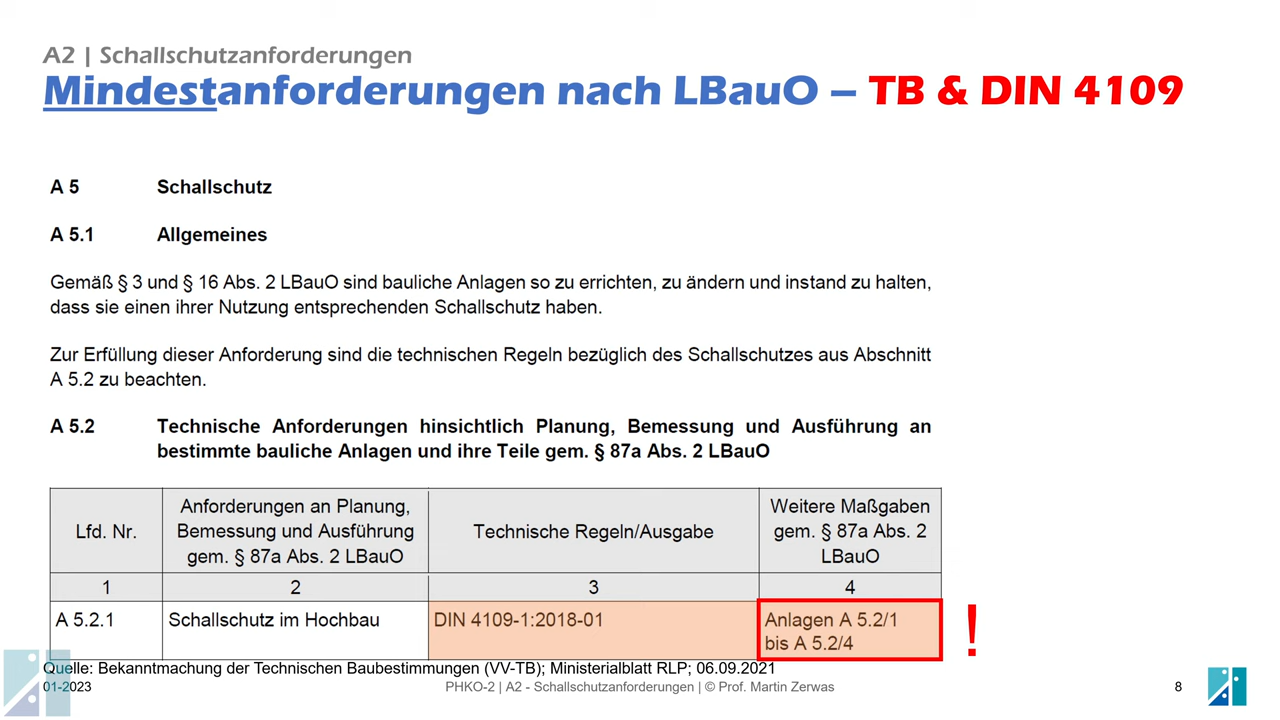 A2 | Schallschutzanforderungen
Mindestanforderungen nach LBauO – TB & DIN 4109
A 5 Schallschutz
A 5.1 Allgemeines
Gemäß § 3 und § 16 Abs. 2 LBauO sind bauliche Anlagen so zu errichten, zu ändern und instand zu halten,
dass sie einen ihrer Nutzung entsprechenden Schallschutz haben.
Zur Erfüllung dieser Anforderung sind die technischen Regeln bezüglich des Schallschutzes aus Abschnitt
A 5.2 zu beachten.
A 5.2 Technische Anforderungen hinsichtlich Planung, Bemessung und Ausführung an
bestimmte bauliche Anlagen und ihre Teile gem. § 87a Abs. 2 LBauO
Lfd. Nr.
Anforderungen an Planung,
Bemessung und Ausführung
gem. § 87a Abs. 2 LBauO
Technische Regeln/Ausgabe
Weitere Maßgaben
gem. § 87a Abs. 2
LBauO
1 2 3 4
A 5.2.1 Schallschutz im Hochbau DIN 4109-1:2018-01 Anlagen A 5.2/1
bis A 5.2/4
!
Quelle: Bekanntmachung der Technischen Baubestimmungen (VV-TB); Ministerialblatt RLP; 06.09.2021
01-2023 PHKO-2 | A2 - Schallschutzanforderungen | © Prof. Martin Zerwas 8